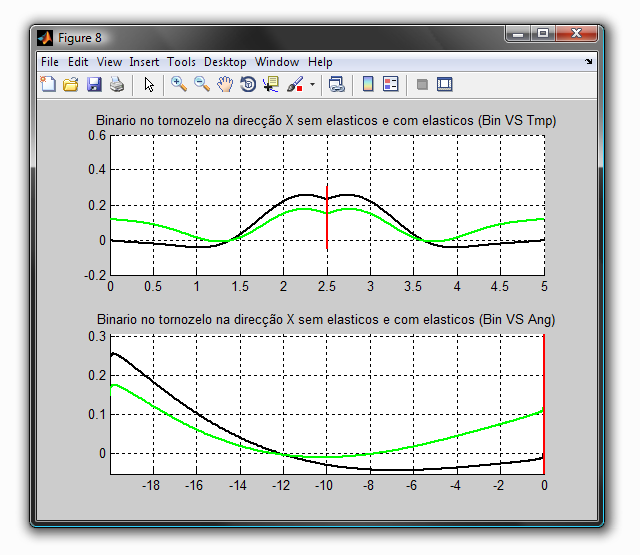 Figure 8
File Edit View Insert Tools Desktop Window Help
Binario no tornozelo na direcção X sem elasticos e com elasticos (Bin VS Tmp)
0.6
0.4
0.2
0
-0.2
0 0.5 1 1.5 2 2.5 3 3.5 4 4.5 5
Binario no tornozelo na direcção X sem elasticos e com elasticos (Bin VS Ang)
0.3
0.2
0.1
0
-18 -16 -14 -12 -10 -8 -6 -4 -2 0